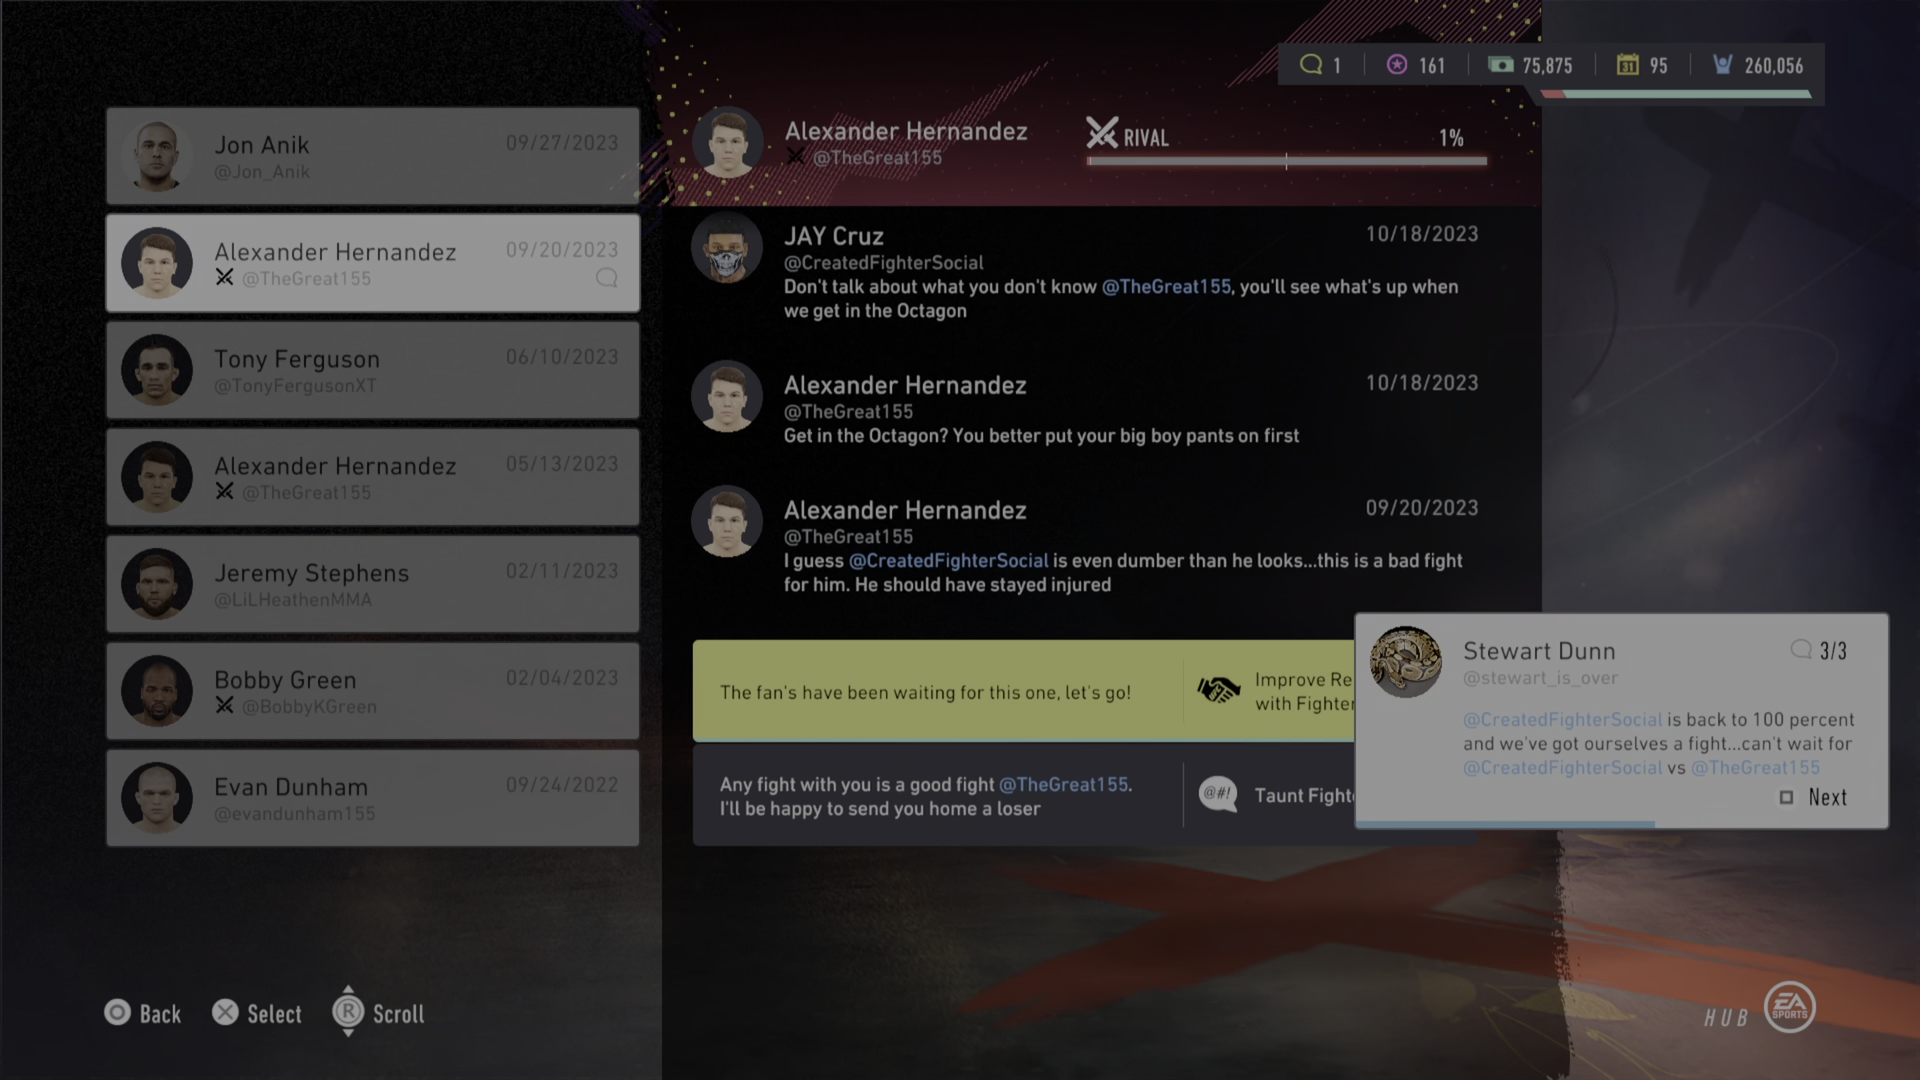 1
161
75,875
31
95
260,056
Jon Anik
09/27/2023
@Jon_Anik
Alexander Hernandez
09/20/2023
@TheGreat155
Tony Ferguson
06/10/2023
@TonyFergusonXT
Alexander Hernandez
05/13/2023
@TheGreat155
Jeremy Stephens
02/11/2023
@LiLHeathenMMA
Bobby Green
02/04/2023
@BobbyKGreen
Evan Dunham
09/24/2022
@evandunham155
Alexander Hernandez
@TheGreat155
RIVAL
1%
JAY Cruz
10/18/2023
@CreatedFighterSocial
Don't talk about what you don't know @TheGreat155, you'll see what's up when
we get in the Octagon
Alexander Hernandez
10/18/2023
@TheGreat155
Get in the Octagon? You better put your big boy pants on first
Alexander Hernandez
09/20/2023
@TheGreat155
I guess @CreatedFighterSocial is even dumber than he looks...this is a bad fight
for him. He should have stayed injured
The fan's have been waiting for this one, let's go!
Improve Re
with Fighter
Any fight with you is a good fight @TheGreat155.
I'll be happy to send you home a loser
@#!
Taunt Fight
Stewart Dunn
3/3
@stewart_is_over
@CreatedFighterSocial is back to 100 percent
and we've got ourselves a fight...can't wait for
@CreatedFighterSocial vs @TheGreat155
Next
Back
Select
R
Scroll
HUB
EA
SPORTS